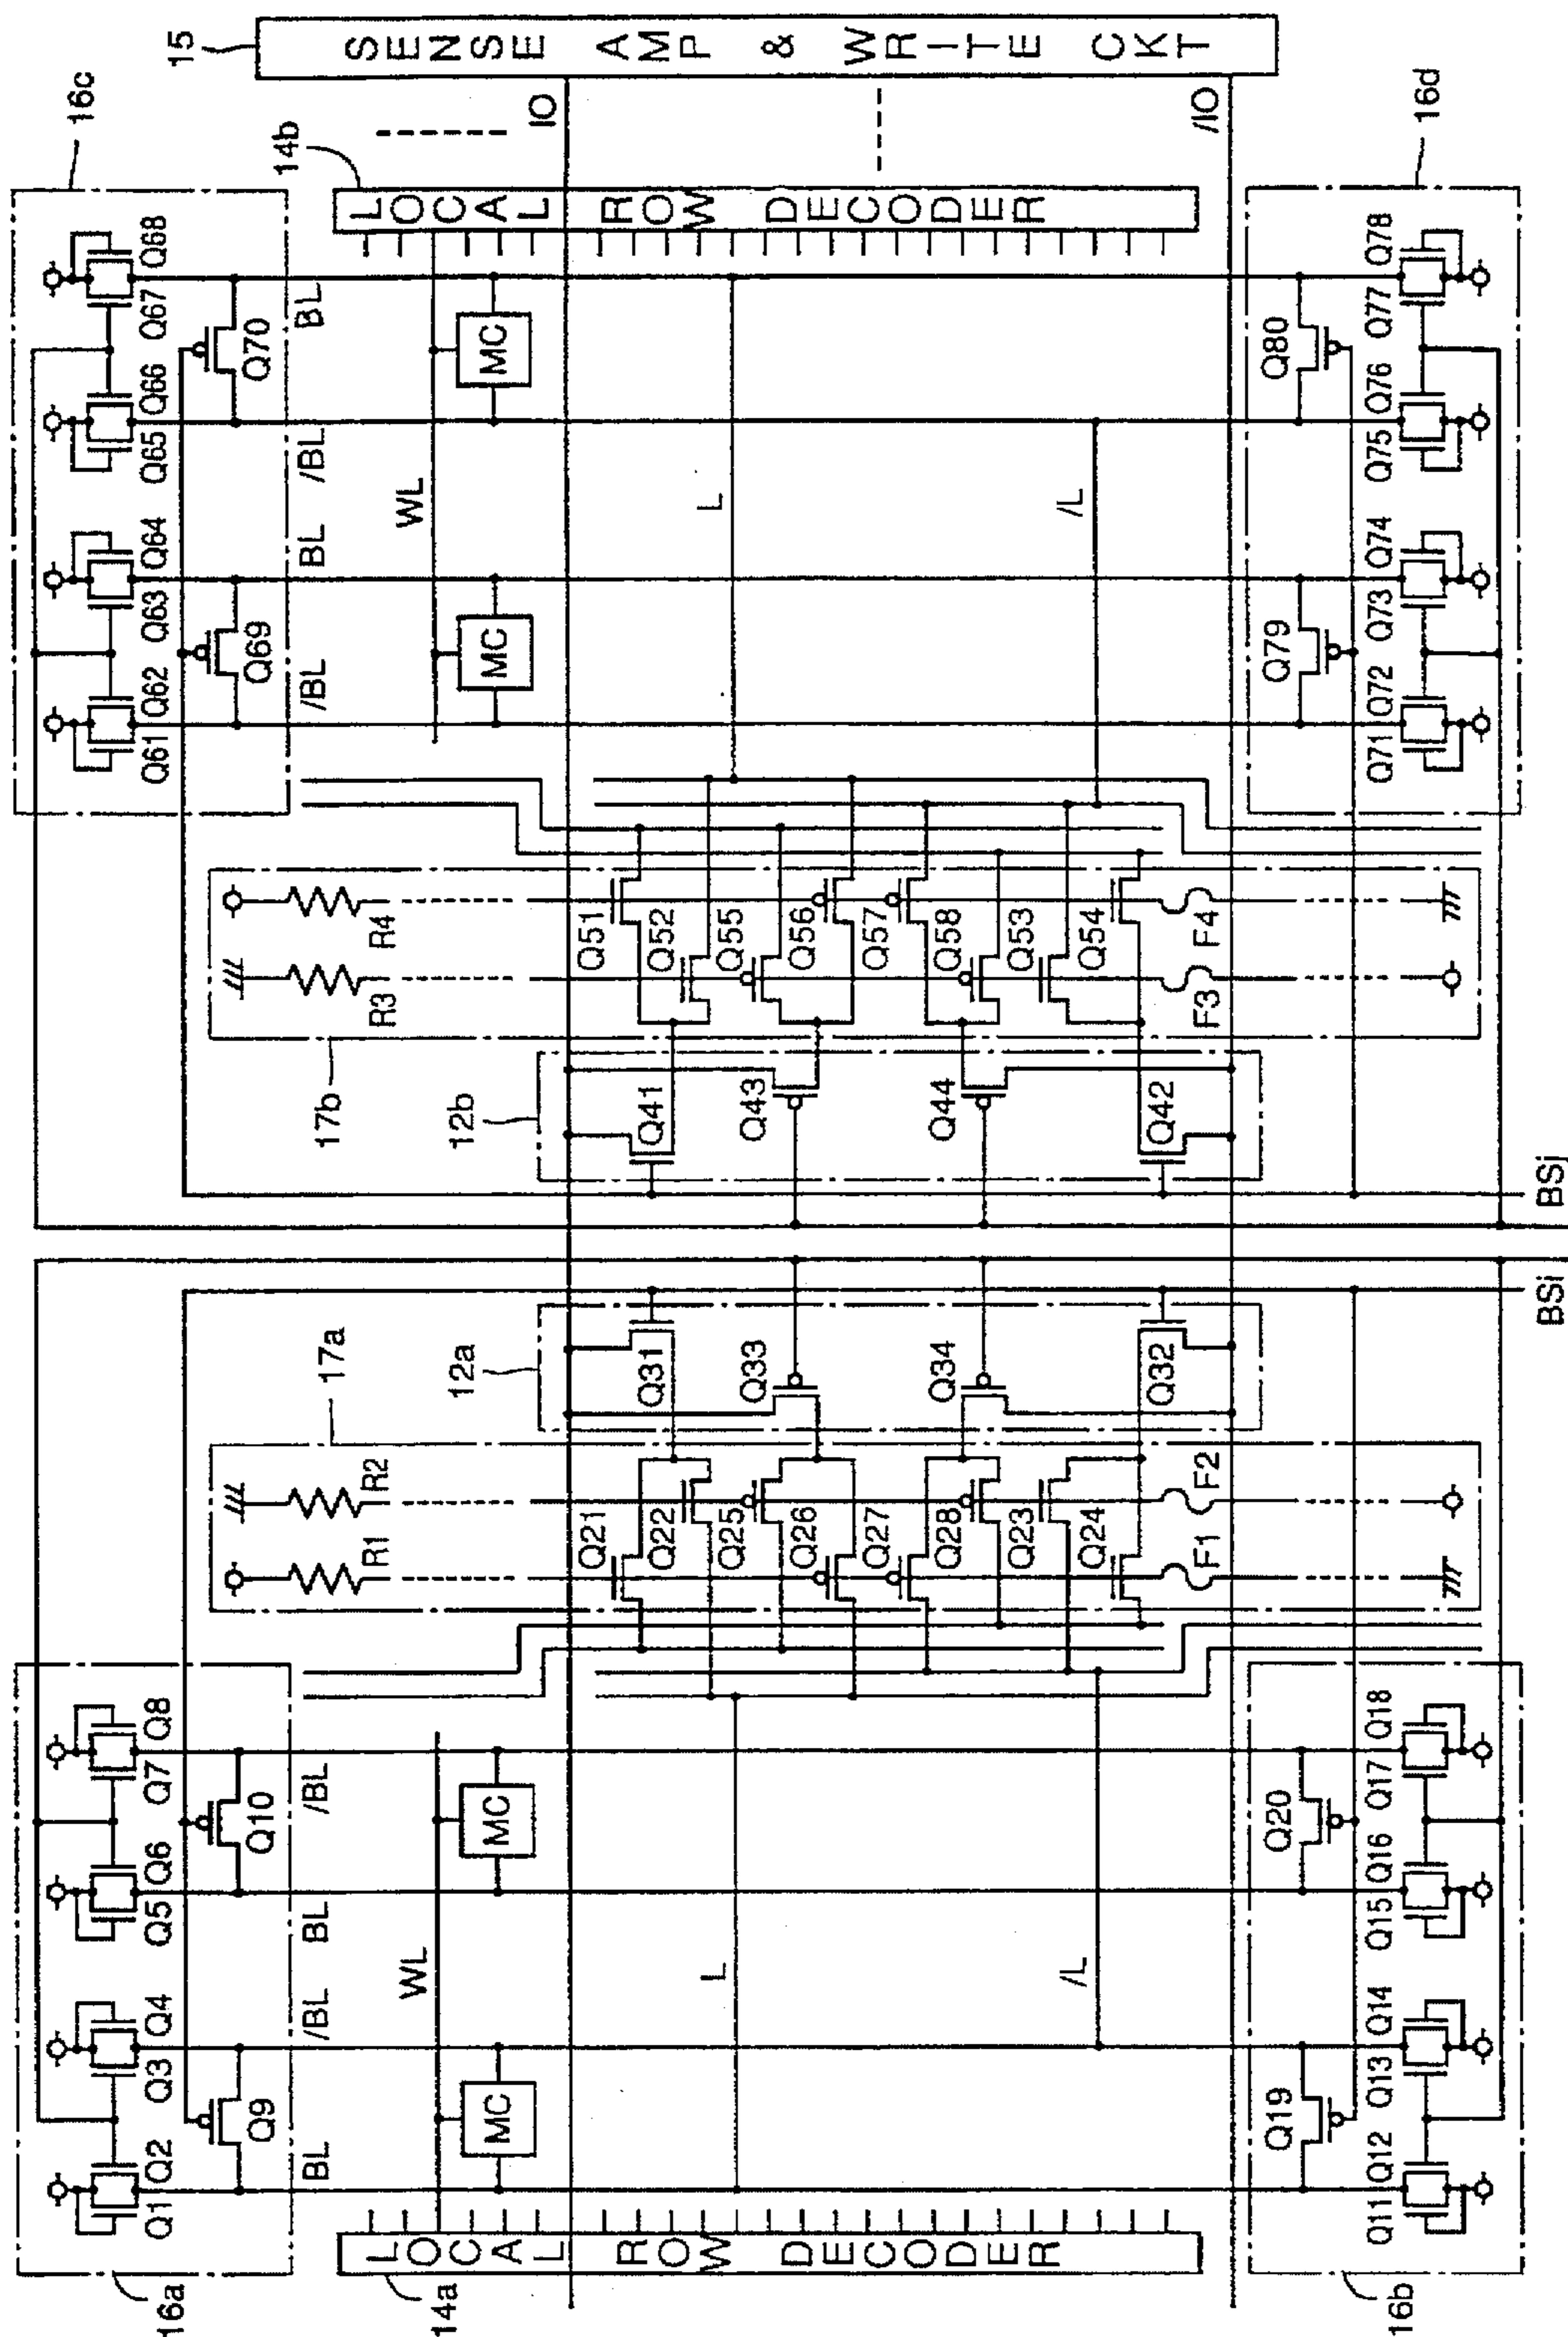 15
SENSE AMP & WRITE CKT
16c
14b
IO
/IO
16d
LOCAL ROW DECODER
Q61 Q62 Q63 Q64 Q65 Q66 Q67 Q68
Q69
Q70
/BL
BL
/BL
BL
WL
MC
MC
L
/L
Q79
Q80
Q71 Q72 Q73 Q74 Q75 Q76 Q77 Q78
R3
R4
Q51
Q52
Q55
Q56
Q57
Q58
Q53
Q54
F3
F4
17b
12b
Q41
Q43
Q44
Q42
BSj
BSi
17a
12a
Q31
Q33
Q34
Q32
R1
R2
Q21
Q22
Q25
Q26
Q27
Q28
Q23
Q24
F1
F2
Q1 Q2 Q3 Q4 Q5 Q6 Q7 Q8
Q9
Q10
BL
/BL
BL
/BL
WL
MC
MC
L
/L
Q19
Q20
Q11 Q12 Q13 Q14 Q15 Q16 Q17 Q18
LOCAL ROW DECODER
16a
14a
16b